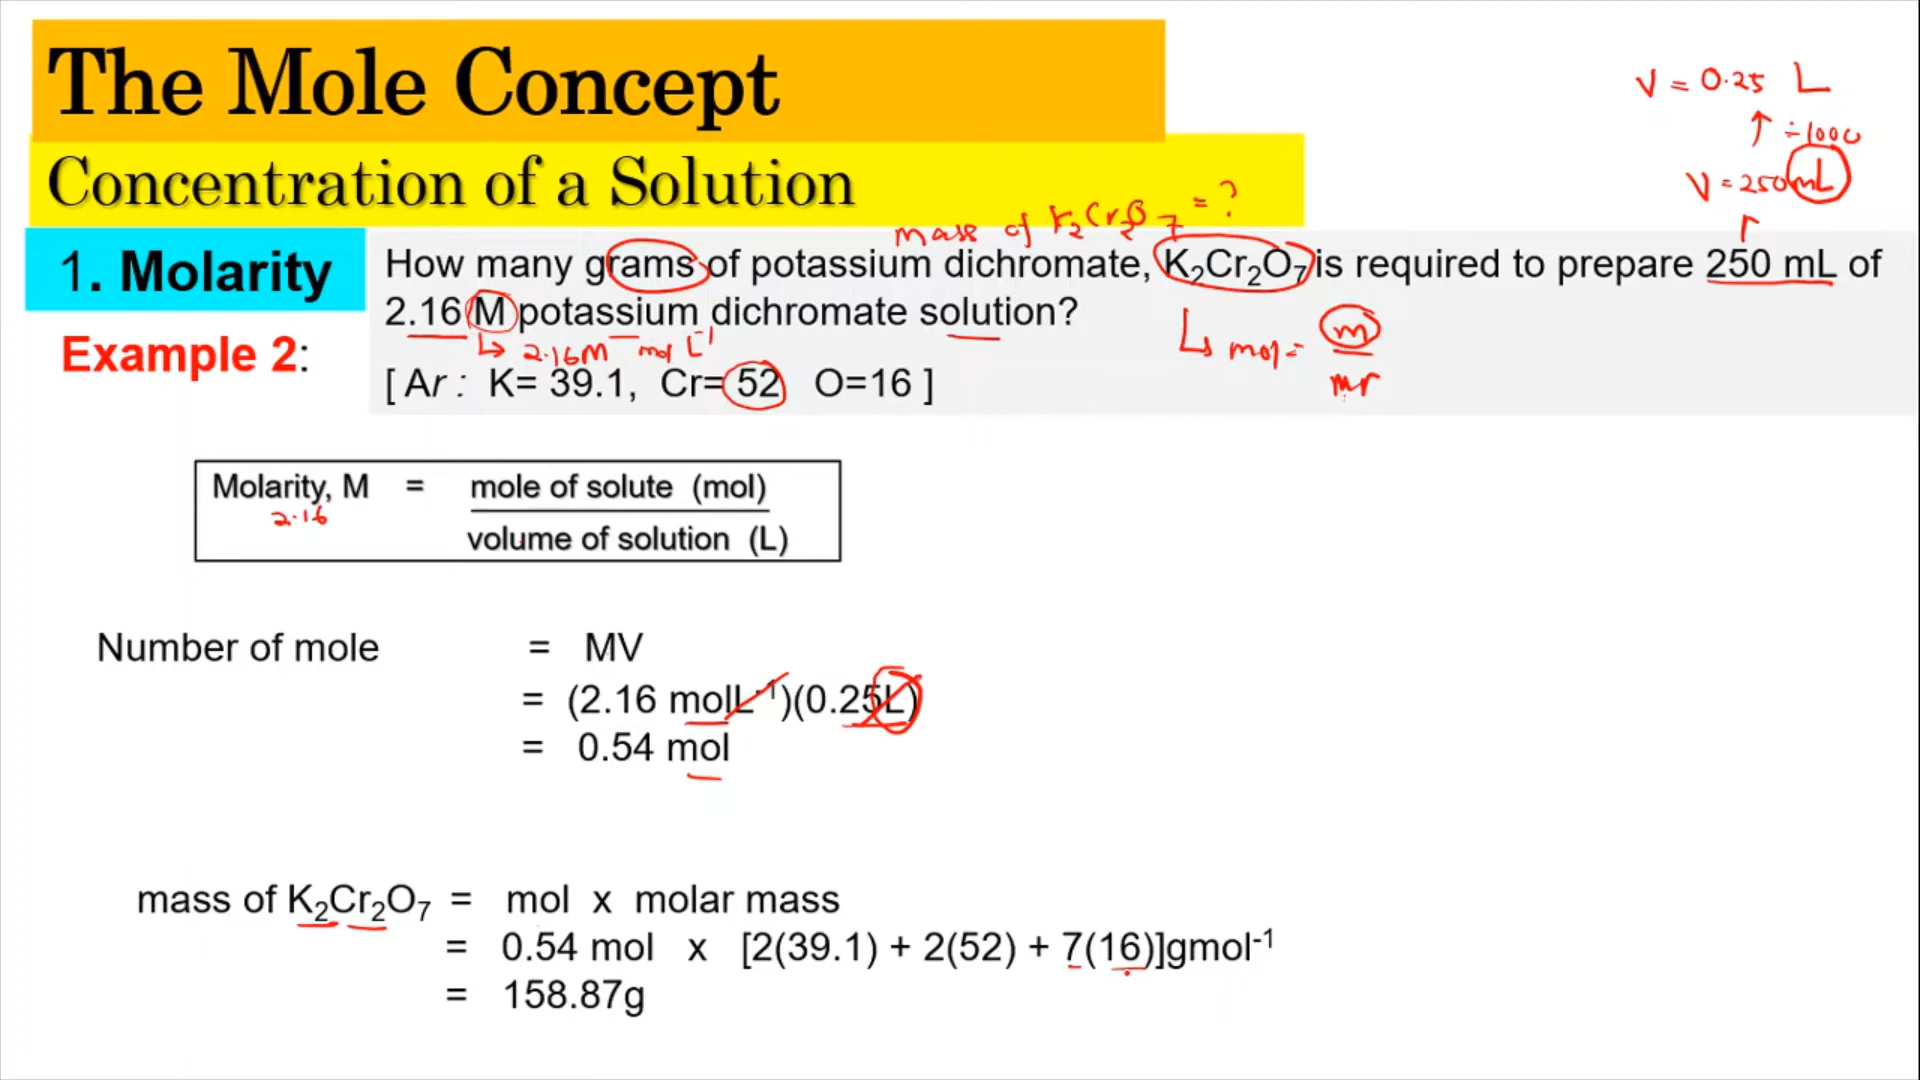 The Mole Concept
Concentration of a Solution
V = 0.25 L
↑ ÷1000
V = 250 mL
mass of K₂Cr₂O₇ = ?
1. Molarity
How many grams of potassium dichromate, K₂Cr₂O₇ is required to prepare 250 mL of
2.16 M potassium dichromate solution?
↳ 2.16M mol L⁻¹
↳ mol = m
mr
Example 2:
[ Ar : K= 39.1, Cr= 52 O=16 ]
Molarity, M = mole of solute (mol)
2.16
volume of solution (L)
Number of mole = MV
= (2.16 molL⁻¹)(0.25L)
= 0.54 mol
mass of K₂Cr₂O₇ = mol x molar mass
= 0.54 mol x [2(39.1) + 2(52) + 7(16)]gmol⁻¹
= 158.87g